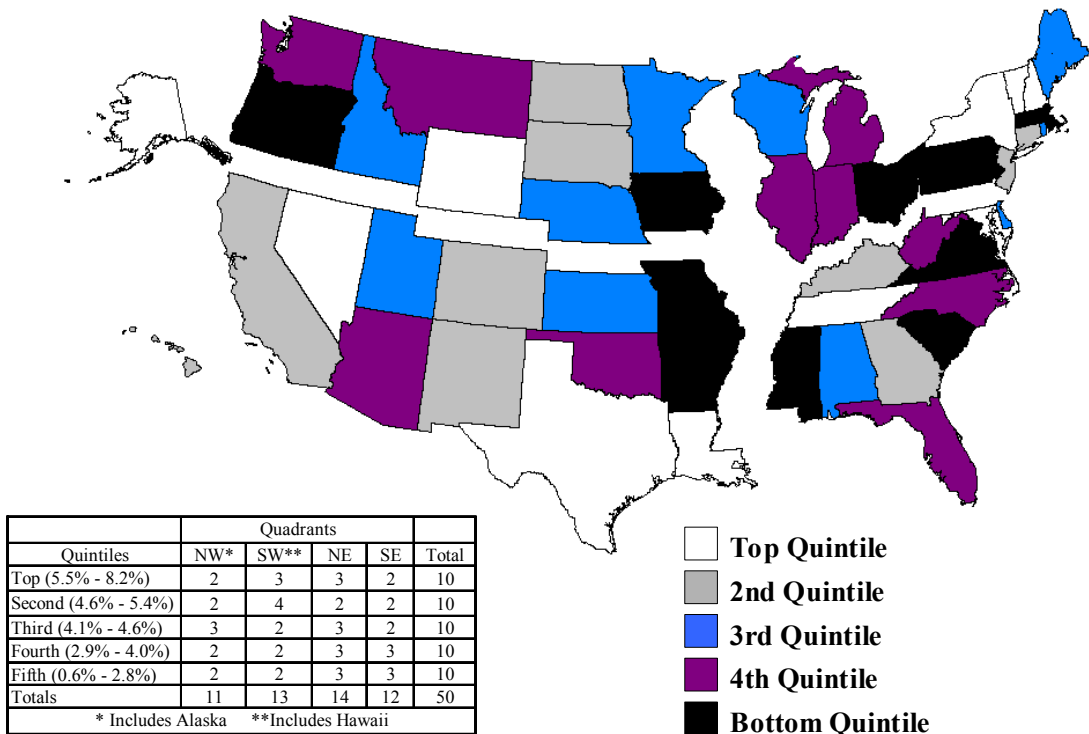 Quadrants
Quintiles NW* SW** NE SE Total
Top (5.5% - 8.2%) 2 3 3 2 10
Second (4.6% - 5.4%) 2 4 2 2 10
Third (4.1% - 4.6%) 3 2 3 2 10
Fourth (2.9% - 4.0%) 2 2 3 3 10
Fifth (0.6% - 2.8%) 2 2 3 3 10
Totals 11 13 14 12 50
* Includes Alaska **Includes Hawaii
Top Quintile
2nd Quintile
3rd Quintile
4th Quintile
Bottom Quintile